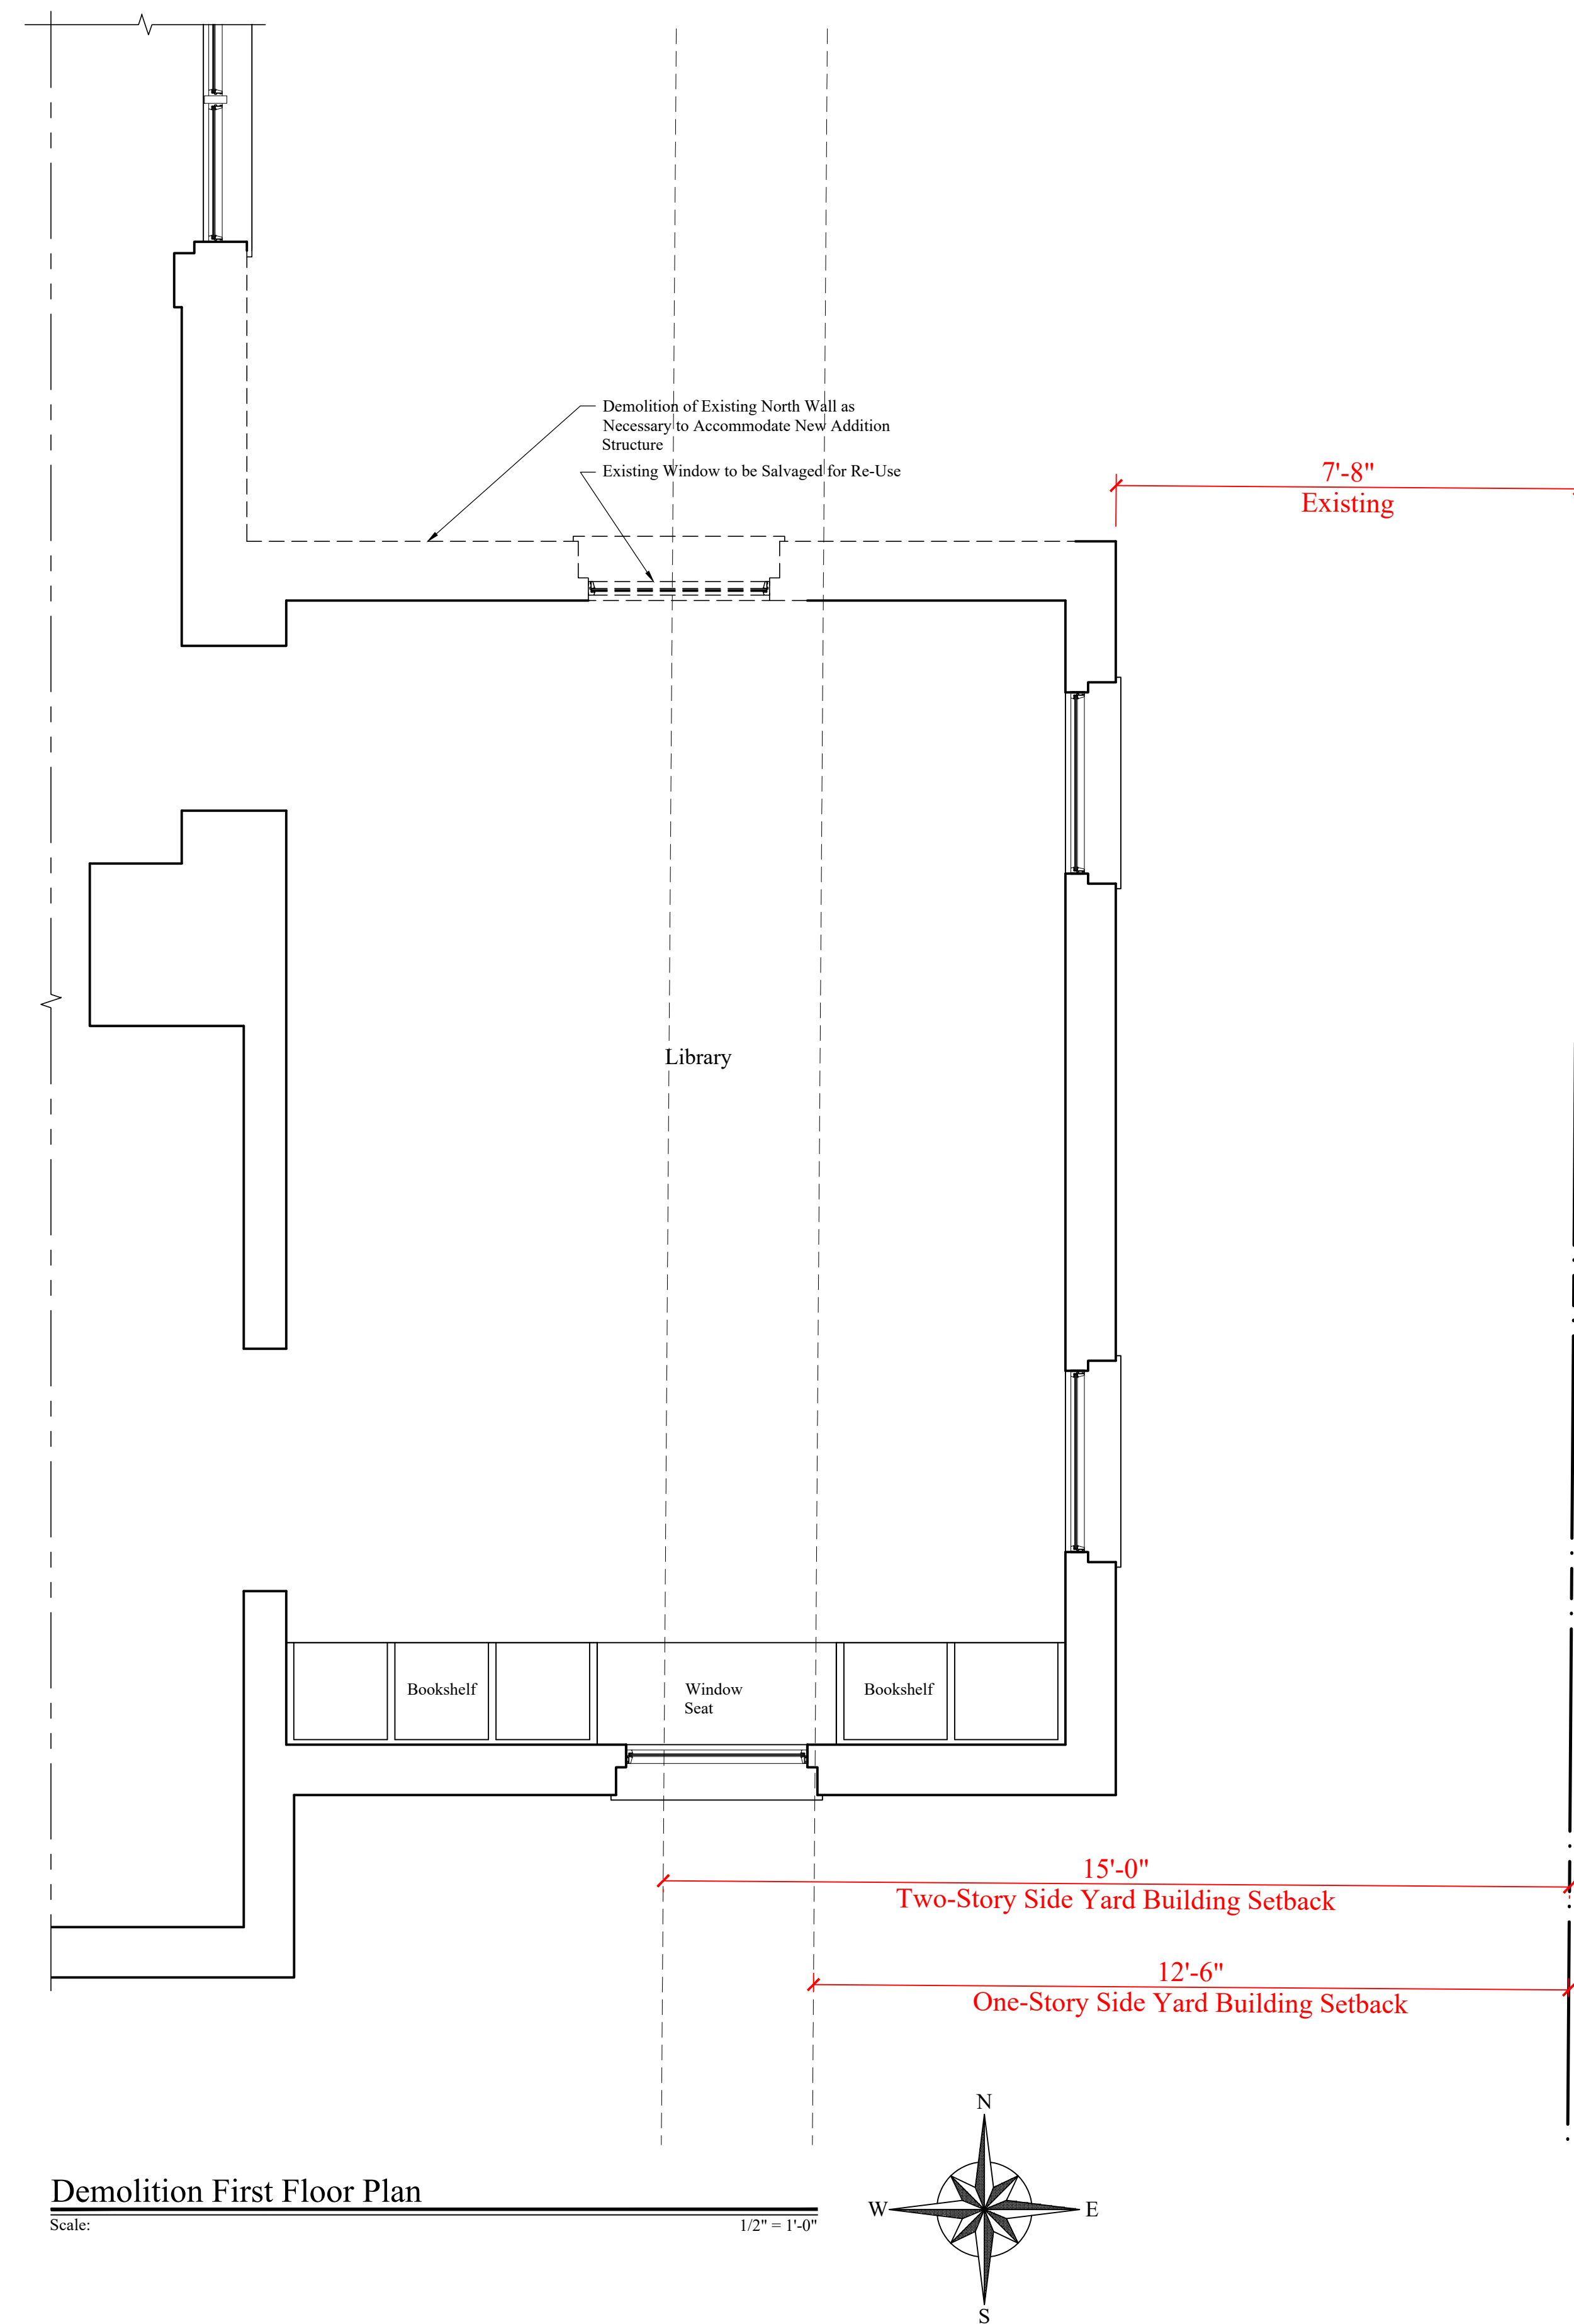 Demolition of Existing North Wall as
Necessary to Accommodate New Addition
Structure
Existing Window to be Salvaged for Re-Use
7'-8"
Existing
Library
Bookshelf
Window
Seat
Bookshelf
15'-0"
Two-Story Side Yard Building Setback
12'-6"
One-Story Side Yard Building Setback
N
W
E
S
Demolition First Floor Plan
Scale:
1/2" = 1'-0"